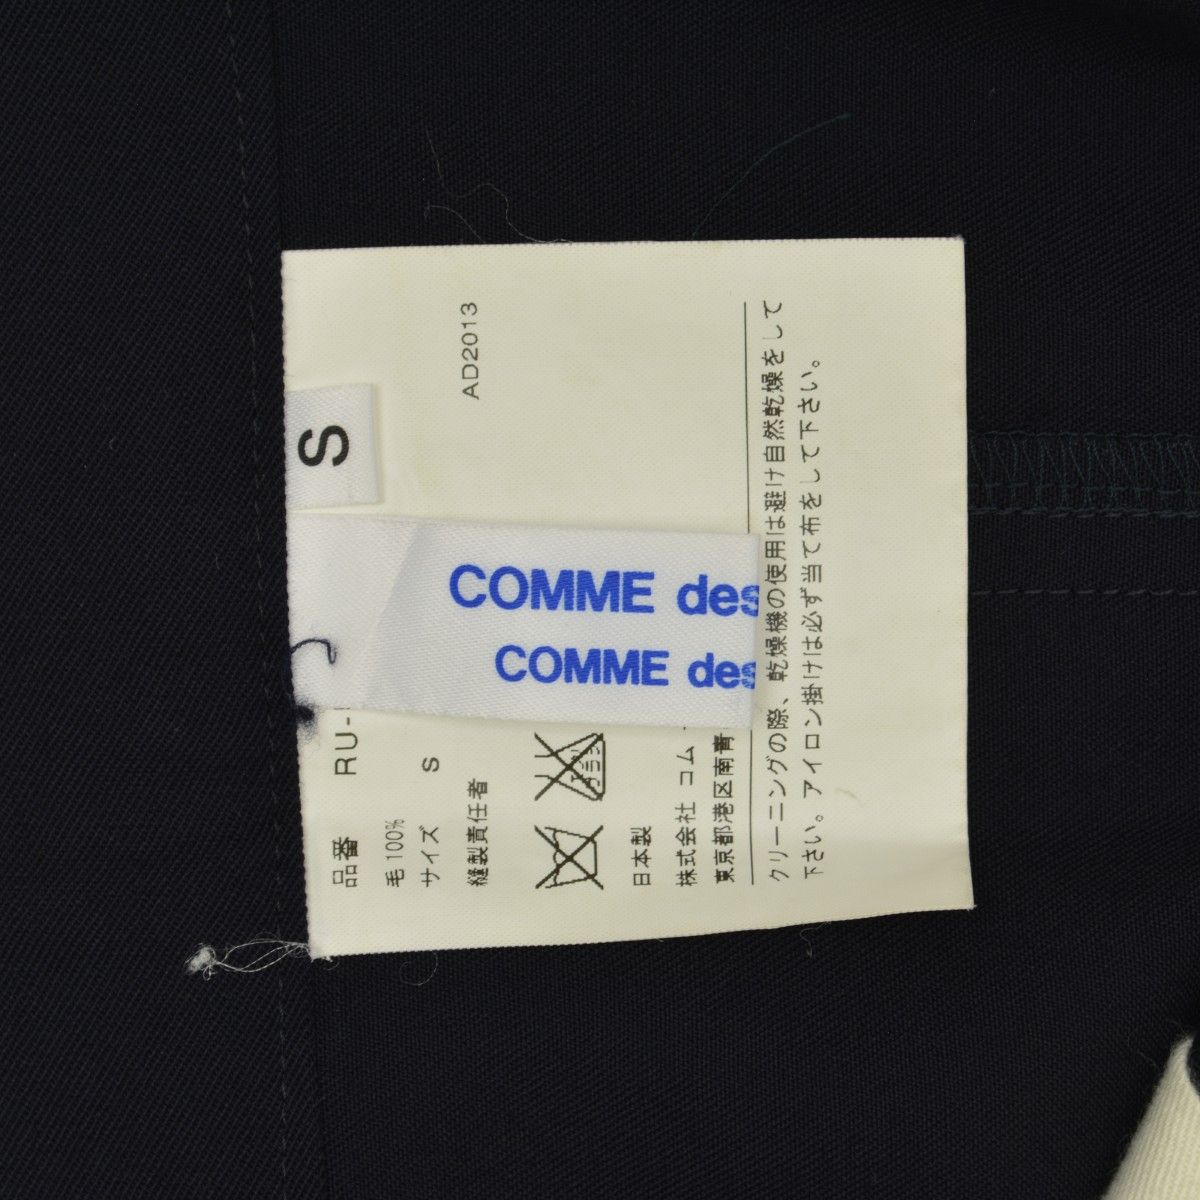 S
COMME des
COMME des
AD2013
品番 RU-
毛100%
サイズ S
縫製責任者
日本製
株式会社 コム
東京都港区南青
クリーニングの際、乾燥機の使用は避け自然乾燥をして
下さい。アイロン掛けは必ず当て布をして下さい。